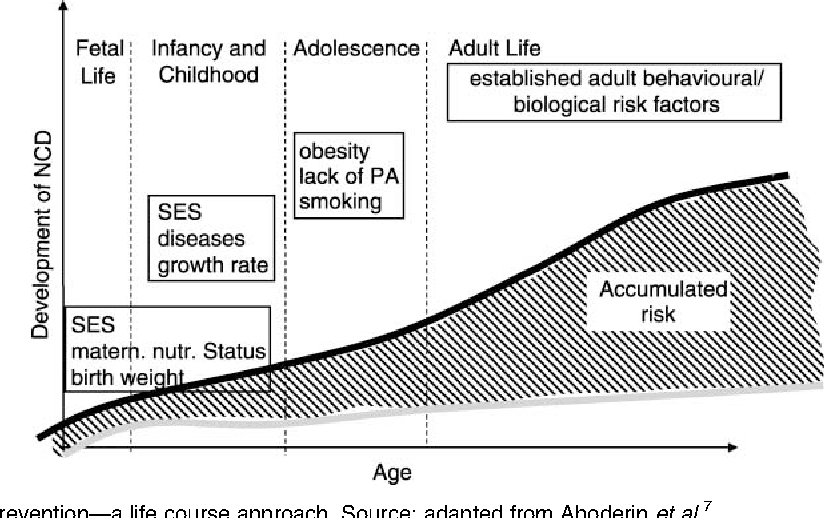 Fetal
Life
Infancy and
Childhood
Adolescence
Adult Life
established adult behavioural/
biological risk factors
obesity
lack of PA
smoking
SES
diseases
growth rate
SES
matern. nutr. Status
birth weight
Accumulated
risk
Development of NCD
Age
revention—a life course approach. Source: adapted from Aboderin et al.7